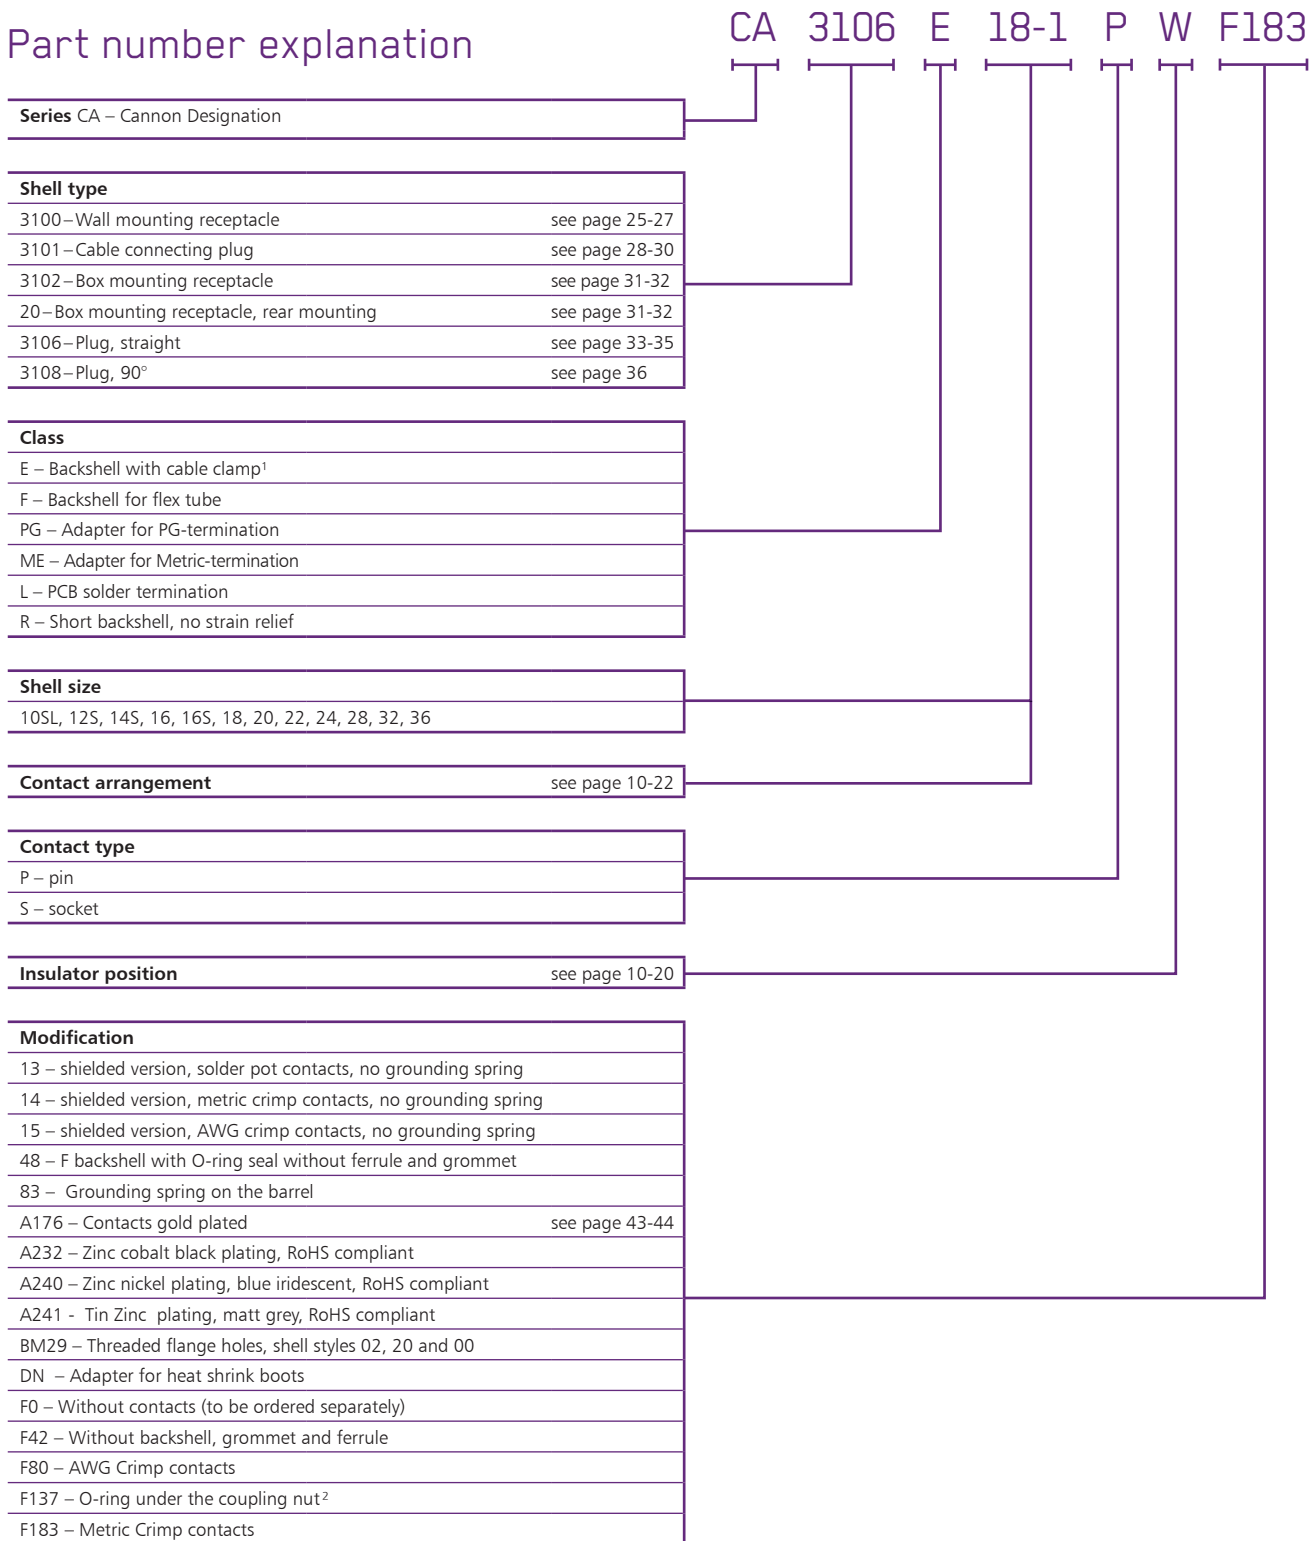 Part number explanation
CA 3106 E 18-1 P W F183
Series CA – Cannon Designation
Shell type
3100–Wall mounting receptacle see page 25-27
3101–Cable connecting plug see page 28-30
3102–Box mounting receptacle see page 31-32
20–Box mounting receptacle, rear mounting see page 31-32
3106–Plug, straight see page 33-35
3108–Plug, 90° see page 36
Class
E – Backshell with cable clamp¹
F – Backshell for flex tube
PG – Adapter for PG-termination
ME – Adapter for Metric-termination
L – PCB solder termination
R – Short backshell, no strain relief
Shell size
10SL, 12S, 14S, 16, 16S, 18, 20, 22, 24, 28, 32, 36
Contact arrangement see page 10-22
Contact type
P – pin
S – socket
Insulator position see page 10-20
Modification
13 – shielded version, solder pot contacts, no grounding spring
14 – shielded version, metric crimp contacts, no grounding spring
15 – shielded version, AWG crimp contacts, no grounding spring
48 – F backshell with O-ring seal without ferrule and grommet
83 – Grounding spring on the barrel
A176 – Contacts gold plated see page 43-44
A232 – Zinc cobalt black plating, RoHS compliant
A240 – Zinc nickel plating, blue iridescent, RoHS compliant
A241 - Tin Zinc plating, matt grey, RoHS compliant
BM29 – Threaded flange holes, shell styles 02, 20 and 00
DN – Adapter for heat shrink boots
F0 – Without contacts (to be ordered separately)
F42 – Without backshell, grommet and ferrule
F80 – AWG Crimp contacts
F137 – O-ring under the coupling nut²
F183 – Metric Crimp contacts